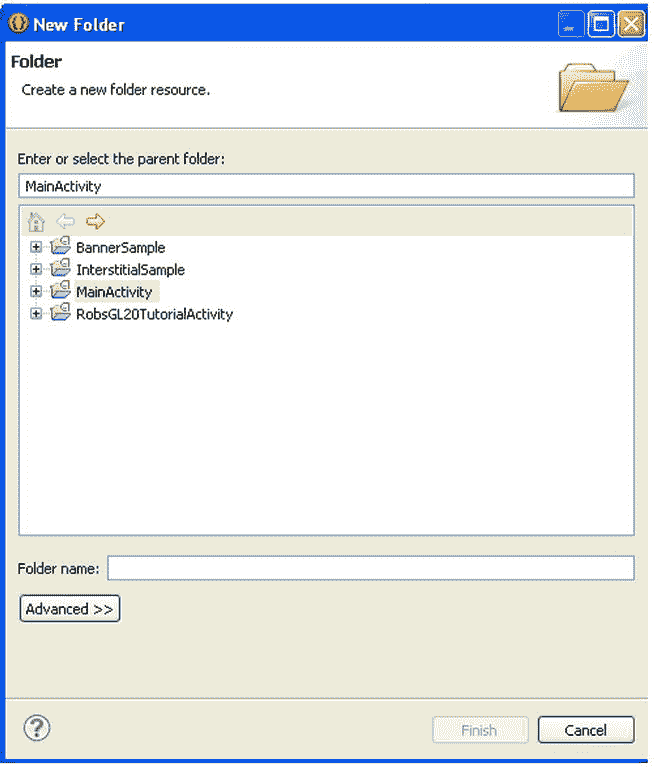 New Folder
Folder
Create a new folder resource.
Enter or select the parent folder:
MainActivity
BannerSample
InterstitialSample
MainActivity
RobsGL20TutorialActivity
Folder name:
Advanced >>
?
Finish
Cancel